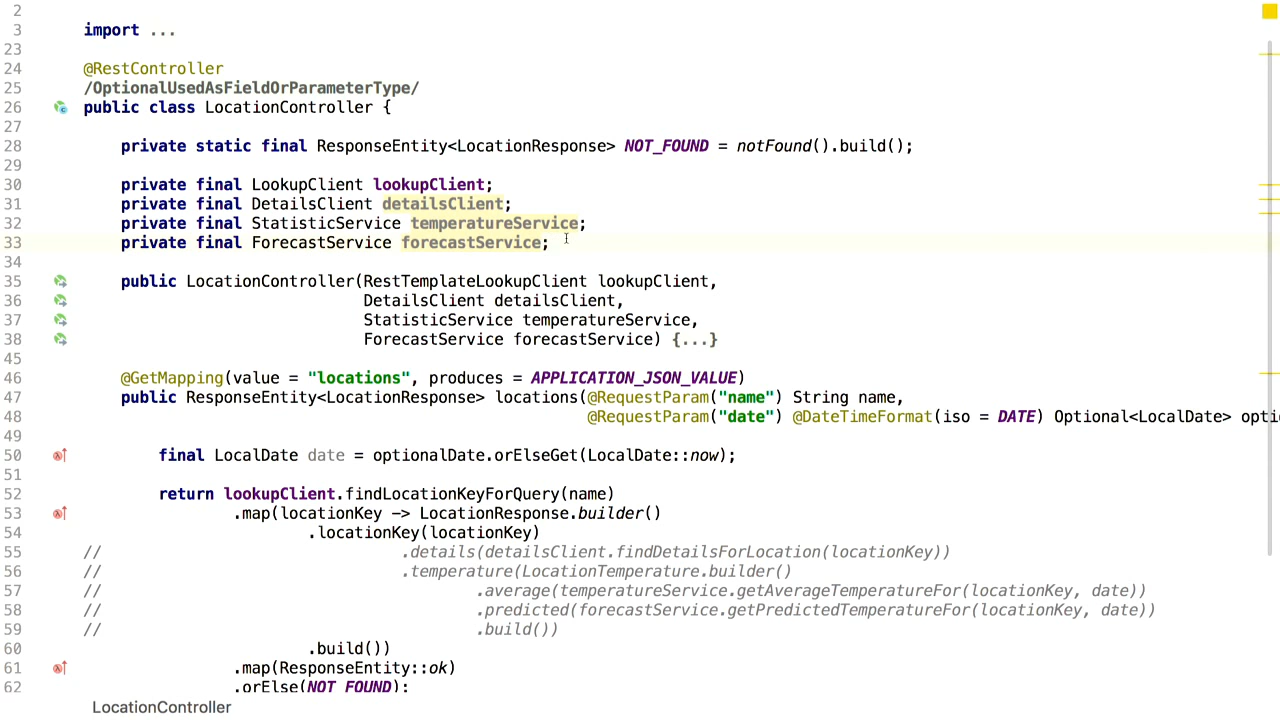 2
3 import ...
23
24 @RestController
25 /OptionalUsedAsFieldOrParameterType/
26 public class LocationController {
27
28 private static final ResponseEntity<LocationResponse> NOT_FOUND = notFound().build();
29
30 private final LookupClient lookupClient;
31 private final DetailsClient detailsClient;
32 private final StatisticService temperatureService;
33 private final ForecastService forecastService;
34
35 public LocationController(RestTemplateLookupClient lookupClient,
36 DetailsClient detailsClient,
37 StatisticService temperatureService,
38 ForecastService forecastService) {...}
45
46 @GetMapping(value = "locations", produces = APPLICATION_JSON_VALUE)
47 public ResponseEntity<LocationResponse> locations(@RequestParam("name") String name,
48 @RequestParam("date") @DateTimeFormat(iso = DATE) Optional<LocalDate> optio
49
50 final LocalDate date = optionalDate.orElseGet(LocalDate::now);
51
52 return lookupClient.findLocationKeyForQuery(name)
53 .map(locationKey -> LocationResponse.builder()
54 .locationKey(locationKey)
55 // .details(detailsClient.findDetailsForLocation(locationKey))
56 // .temperature(LocationTemperature.builder()
57 // .average(temperatureService.getAverageTemperatureFor(locationKey, date))
58 // .predicted(forecastService.getPredictedTemperatureFor(locationKey, date))
59 // .build())
60 .build())
61 .map(ResponseEntity::ok)
62 .orElse(NOT_FOUND);
LocationController